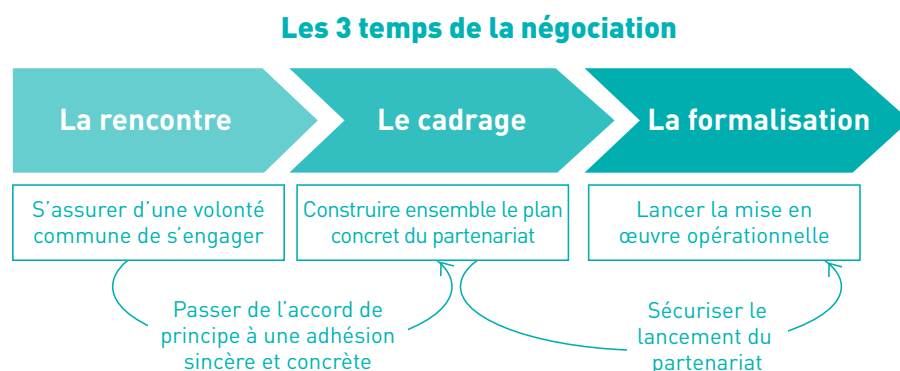 Les 3 temps de la négociation
La rencontre
Le cadrage
La formalisation
S'assurer d'une volonté
commune de s'engager
Construire ensemble le plan
concret du partenariat
Lancer la mise en
œuvre opérationnelle
Passer de l'accord de
principe à une adhésion
sincère et concrète
Sécuriser le
lancement du
partenariat